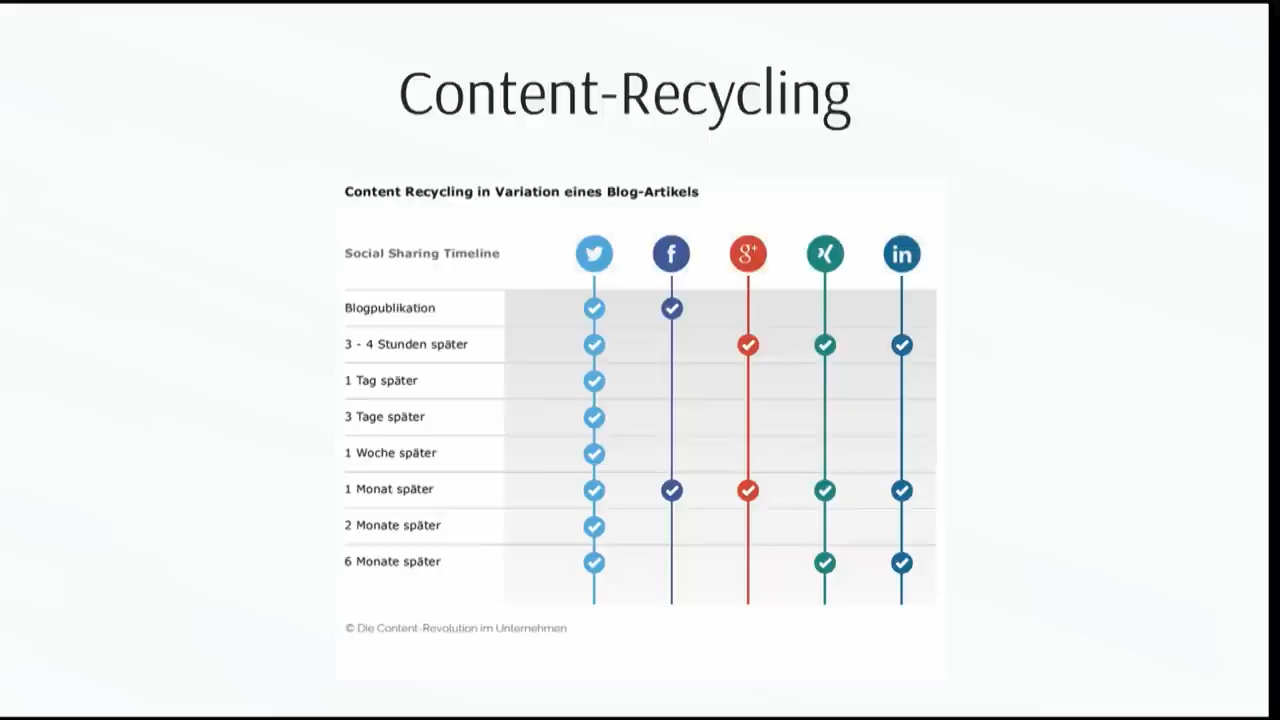 Content-Recycling
Content Recycling in Variation eines Blog-Artikels
Social Sharing Timeline
f
g+
in
Blogpublikation
3 - 4 Stunden später
1 Tag später
3 Tage später
1 Woche später
1 Monat später
2 Monate später
6 Monate später
© Die Content-Revolution im Unternehmen